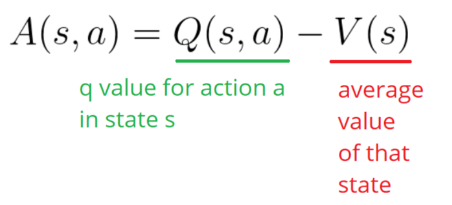 A(s, a) = Q(s, a) − V(s)
q value for action a
in state s
average
value
of that
state